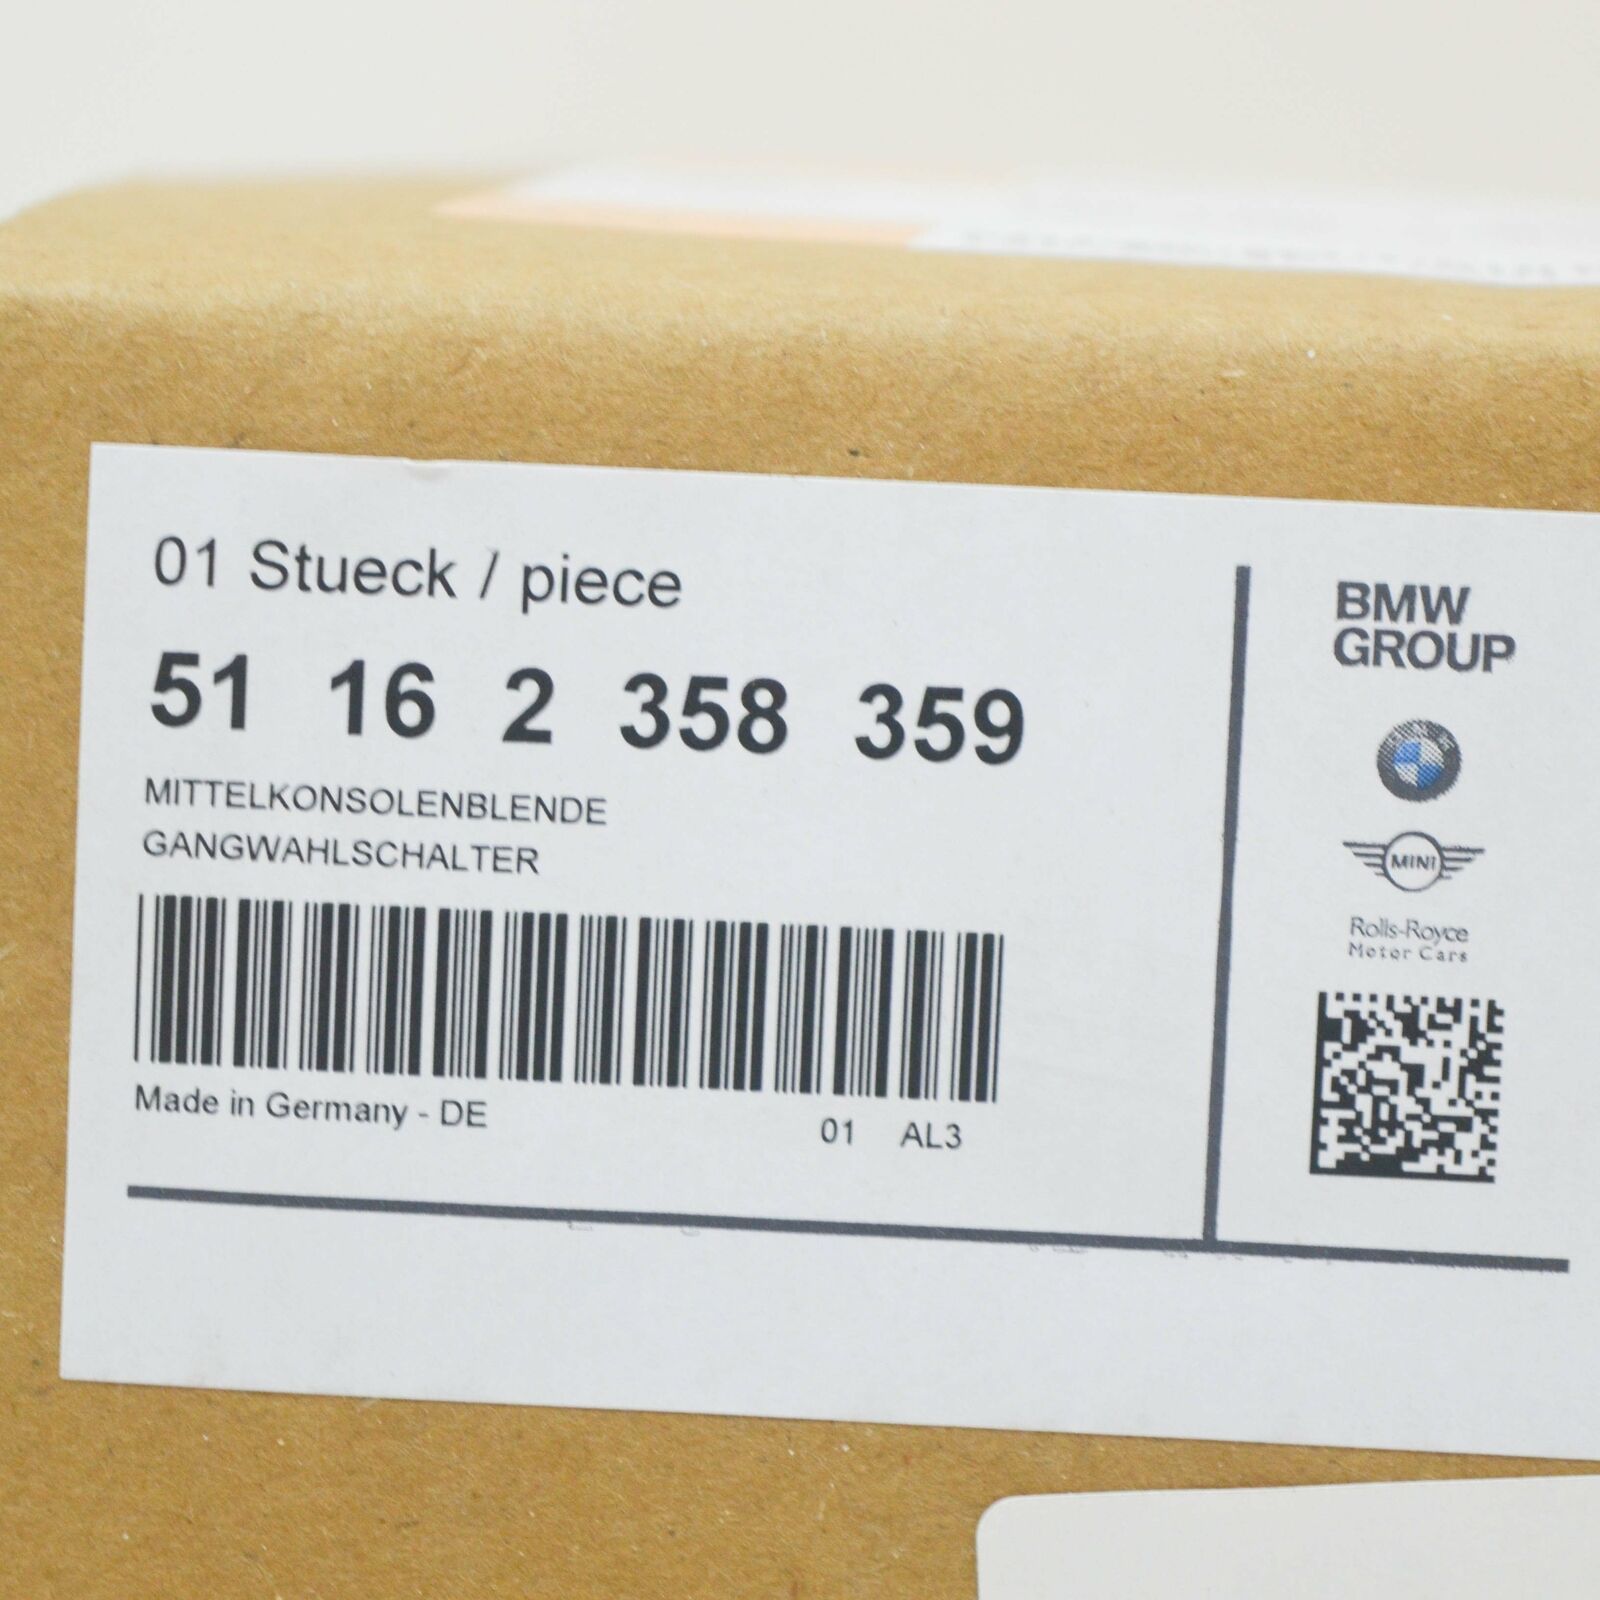 01 Stueck / piece
51 16 2 358 359
MITTELKONSOLENBLENDE
GANGWAHLSCHALTER
Made in Germany - DE
01 AL3
BMW
GROUP
MINI
Rolls-Royce
Motor Cars